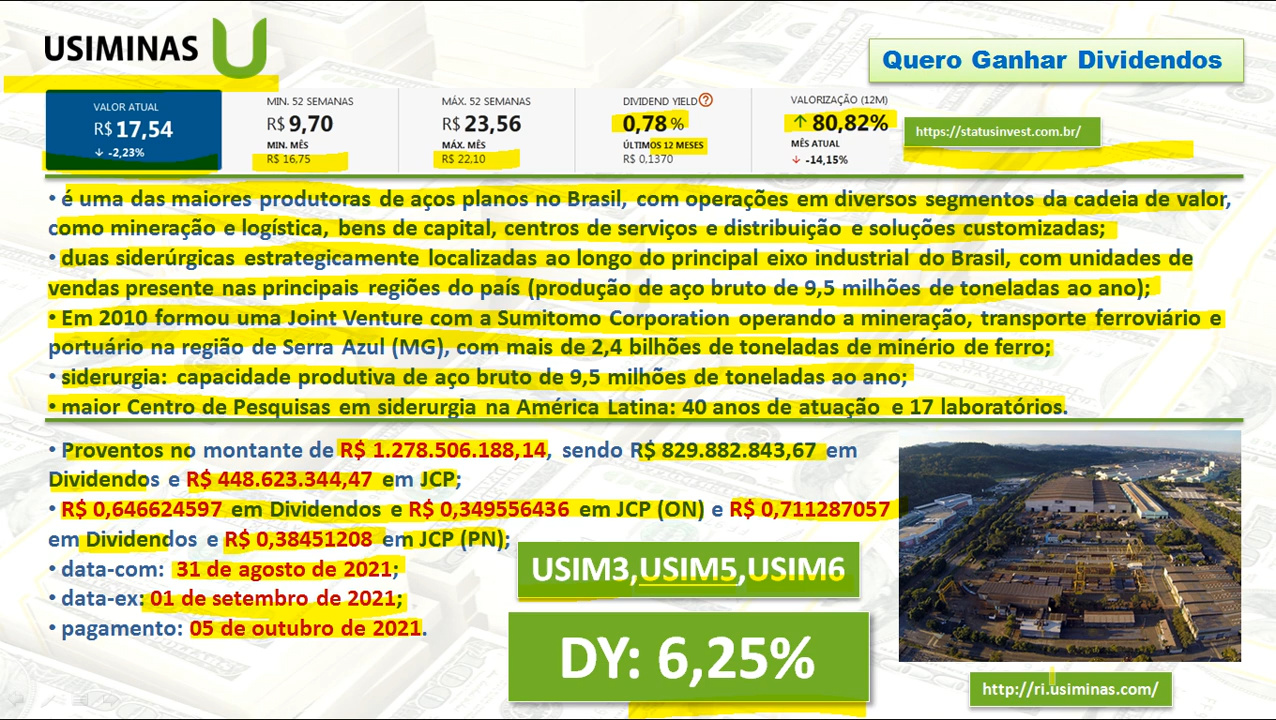 USIMINAS
Quero Ganhar Dividendos
VALOR ATUAL
R$ 17,54
-2,23%
MIN. 52 SEMANAS
R$ 9,70
MIN. MÊS
R$ 16,75
MÁX. 52 SEMANAS
R$ 23,56
MÁX. MÊS
R$ 22,10
DIVIDEND YIELD
0,78 %
ÚLTIMOS 12 MESES
R$ 0,1370
VALORIZAÇÃO (12M)
80,82%
MÊS ATUAL
-14,15%
https://statusinvest.com.br/
• é uma das maiores produtoras de aços planos no Brasil, com operações em diversos segmentos da cadeia de valor,
como mineração e logística, bens de capital, centros de serviços e distribuição e soluções customizadas;
• duas siderúrgicas estrategicamente localizadas ao longo do principal eixo industrial do Brasil, com unidades de
vendas presente nas principais regiões do país (produção de aço bruto de 9,5 milhões de toneladas ao ano);
• Em 2010 formou uma Joint Venture com a Sumitomo Corporation operando a mineração, transporte ferroviário e
portuário na região de Serra Azul (MG), com mais de 2,4 bilhões de toneladas de minério de ferro;
• siderurgia: capacidade produtiva de aço bruto de 9,5 milhões de toneladas ao ano;
• maior Centro de Pesquisas em siderurgia na América Latina: 40 anos de atuação e 17 laboratórios.
• Proventos no montante de R$ 1.278.506.188,14, sendo R$ 829.882.843,67 em
Dividendos e R$ 448.623.344,47 em JCP;
• R$ 0,646624597 em Dividendos e R$ 0,349556436 em JCP (ON) e R$ 0,711287057
em Dividendos e R$ 0,38451208 em JCP (PN);
• data-com: 31 de agosto de 2021;
• data-ex: 01 de setembro de 2021;
• pagamento: 05 de outubro de 2021.
USIM3,USIM5,USIM6
DY: 6,25%
http://ri.usiminas.com/